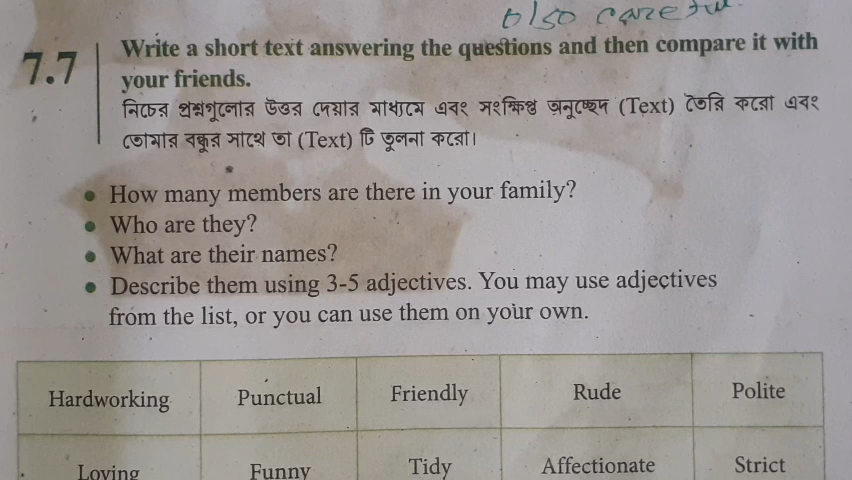 also careful
7.7
Write a short text answering the questions and then compare it with
your friends.
নিচের প্রশ্নগুলোর উত্তর দেয়ার মাধ্যমে এবং সংক্ষিপ্ত অনুচ্ছেদ (Text) তৈরি করো এবং
তোমার বন্ধুর সাথে তা (Text) টি তুলনা করো।
• How many members are there in your family?
• Who are they?
• What are their names?
• Describe them using 3-5 adjectives. You may use adjectives
from the list, or you can use them on your own.
Hardworking Punctual Friendly Rude Polite
Loving Funny Tidy Affectionate Strict